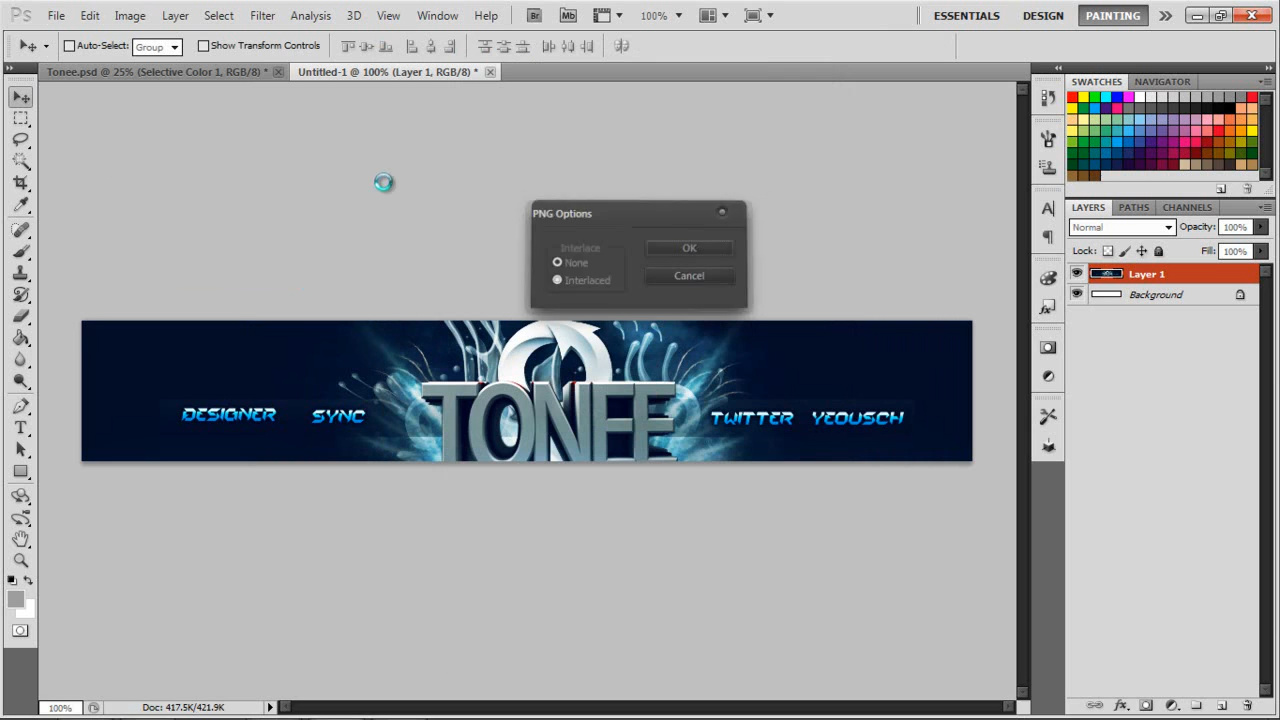 Ps File Edit Image Layer Select Filter Analysis 3D View Window Help Br Mb 100% ESSENTIALS DESIGN PAINTING
Auto-Select: Group Show Transform Controls
Tonee.psd @ 25% (Selective Color 1, RGB/8) * Untitled-1 @ 100% (Layer 1, RGB/8) *
SWATCHES NAVIGATOR
PNG Options
Interlace
None
Interlaced
OK
Cancel
LAYERS PATHS CHANNELS
Normal Opacity: 100%
Lock: Fill: 100%
Layer 1
Background
DESIGNER SYNC TONEE TWITTER YEOUSCH
100% Doc: 417.5K/421.9K